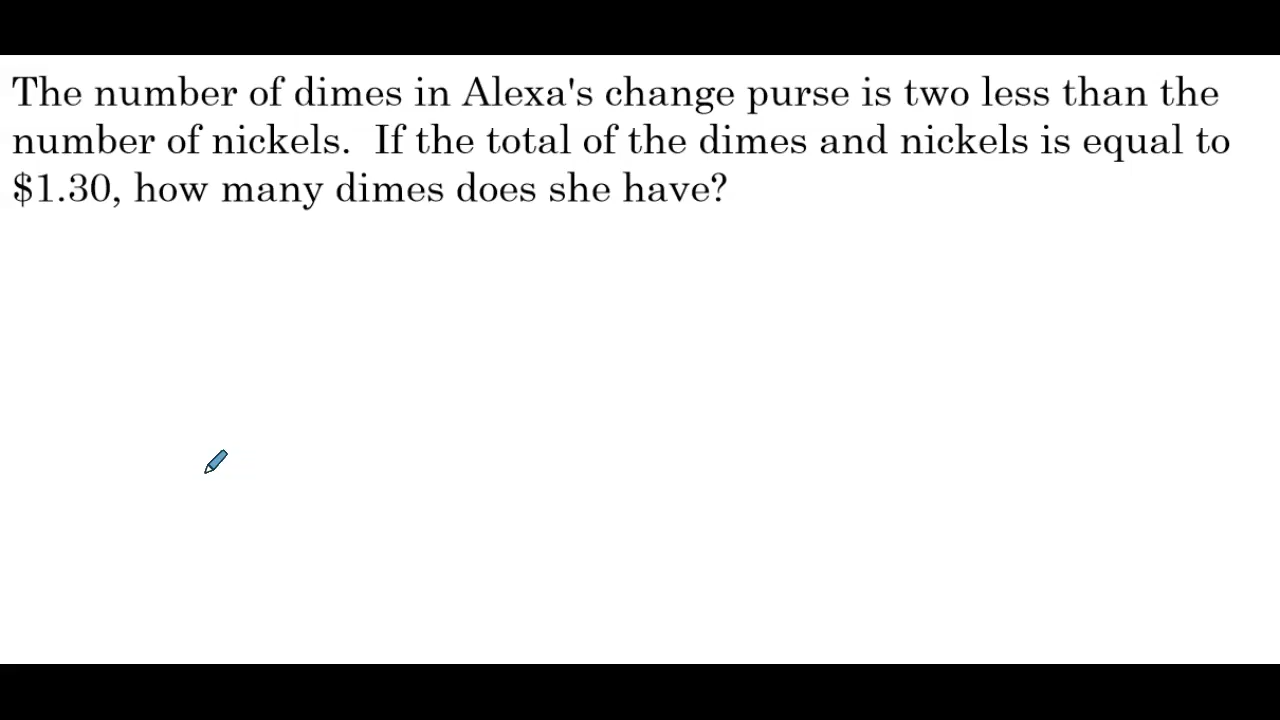 The number of dimes in Alexa's change purse is two less than the
number of nickels.  If the total of the dimes and nickels is equal to
$1.30, how many dimes does she have?